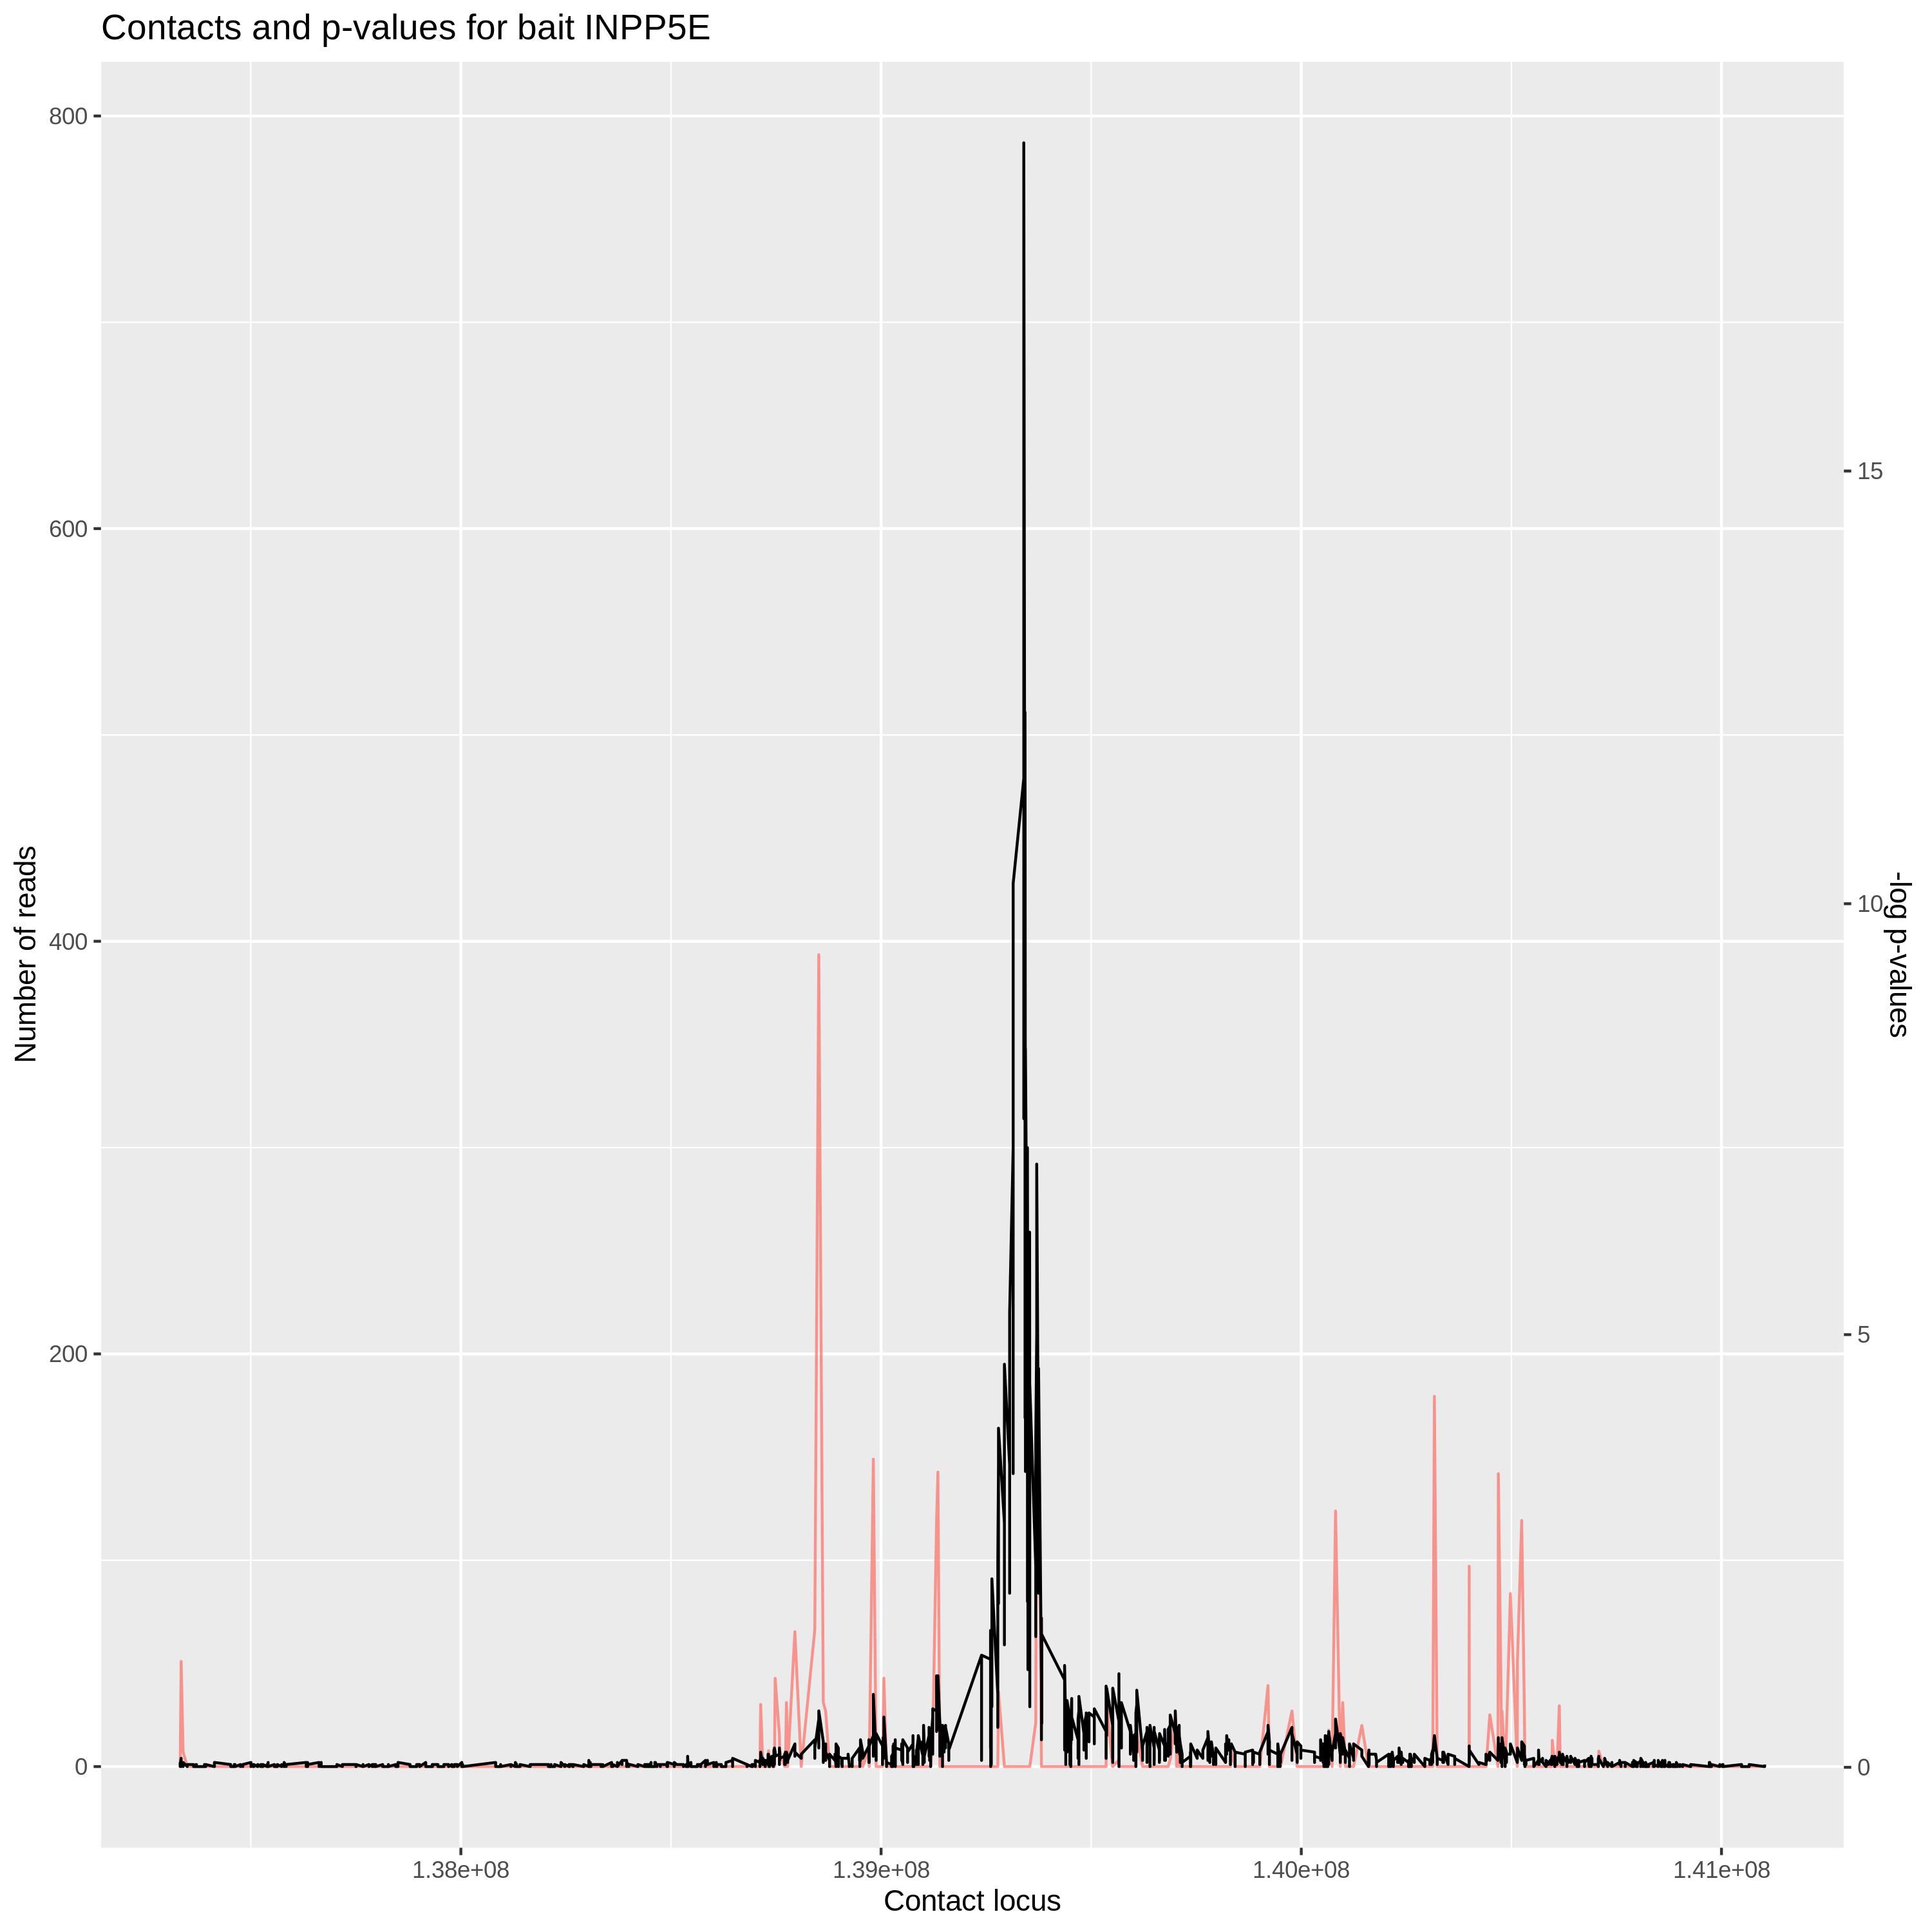 Contacts and p-values for bait INPP5E
800
600
400
200
0
Number of reads
15
10
5
0
-log p-values
1.38e+08
1.39e+08
1.40e+08
1.41e+08
Contact locus